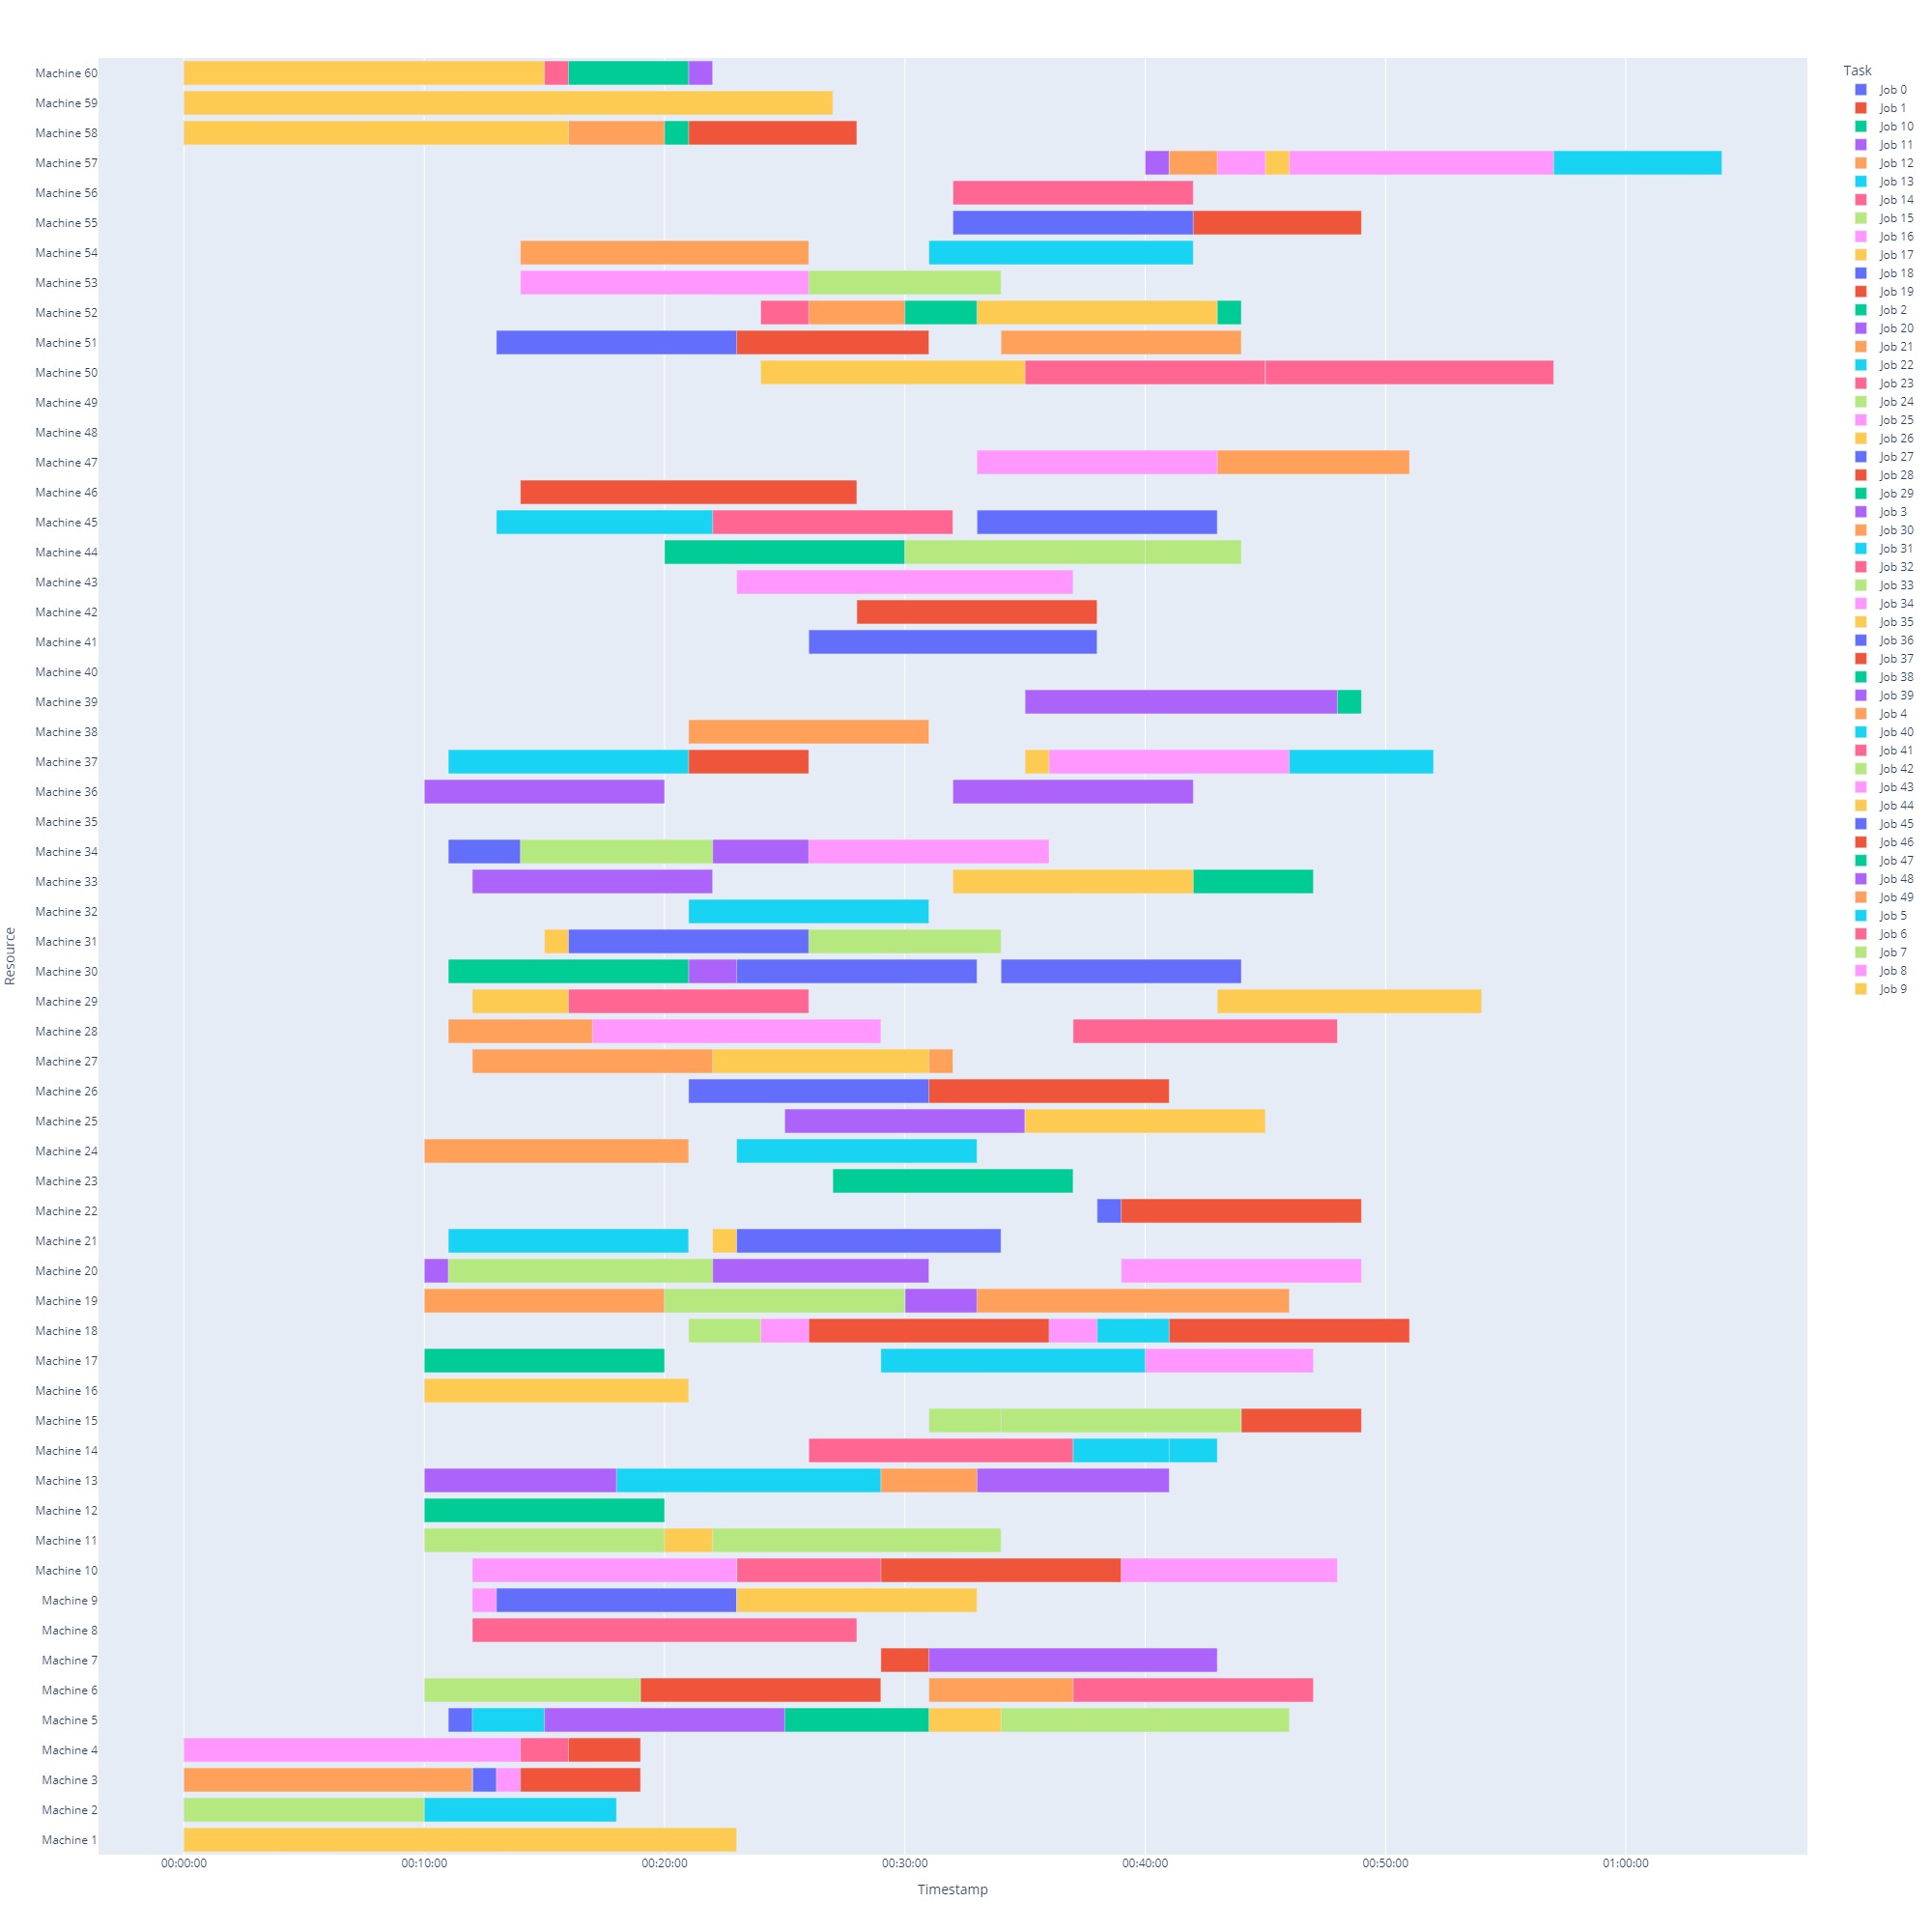 Machine 60
Machine 59
Machine 58
Machine 57
Machine 56
Machine 55
Machine 54
Machine 53
Machine 52
Machine 51
Machine 50
Machine 49
Machine 48
Machine 47
Machine 46
Machine 45
Machine 44
Machine 43
Machine 42
Machine 41
Machine 40
Machine 39
Machine 38
Machine 37
Machine 36
Machine 35
Machine 34
Machine 33
Machine 32
Machine 31
Machine 30
Machine 29
Machine 28
Machine 27
Machine 26
Machine 25
Machine 24
Machine 23
Machine 22
Machine 21
Machine 20
Machine 19
Machine 18
Machine 17
Machine 16
Machine 15
Machine 14
Machine 13
Machine 12
Machine 11
Machine 10
Machine 9
Machine 8
Machine 7
Machine 6
Machine 5
Machine 4
Machine 3
Machine 2
Machine 1
Resource
00:00:00 00:10:00 00:20:00 00:30:00 00:40:00 00:50:00 01:00:00
Timestamp
Task
Job 0
Job 1
Job 10
Job 11
Job 12
Job 13
Job 14
Job 15
Job 16
Job 17
Job 18
Job 19
Job 2
Job 20
Job 21
Job 22
Job 23
Job 24
Job 25
Job 26
Job 27
Job 28
Job 29
Job 3
Job 30
Job 31
Job 32
Job 33
Job 34
Job 35
Job 36
Job 37
Job 38
Job 39
Job 4
Job 40
Job 41
Job 42
Job 43
Job 44
Job 45
Job 46
Job 47
Job 48
Job 49
Job 5
Job 6
Job 7
Job 8
Job 9